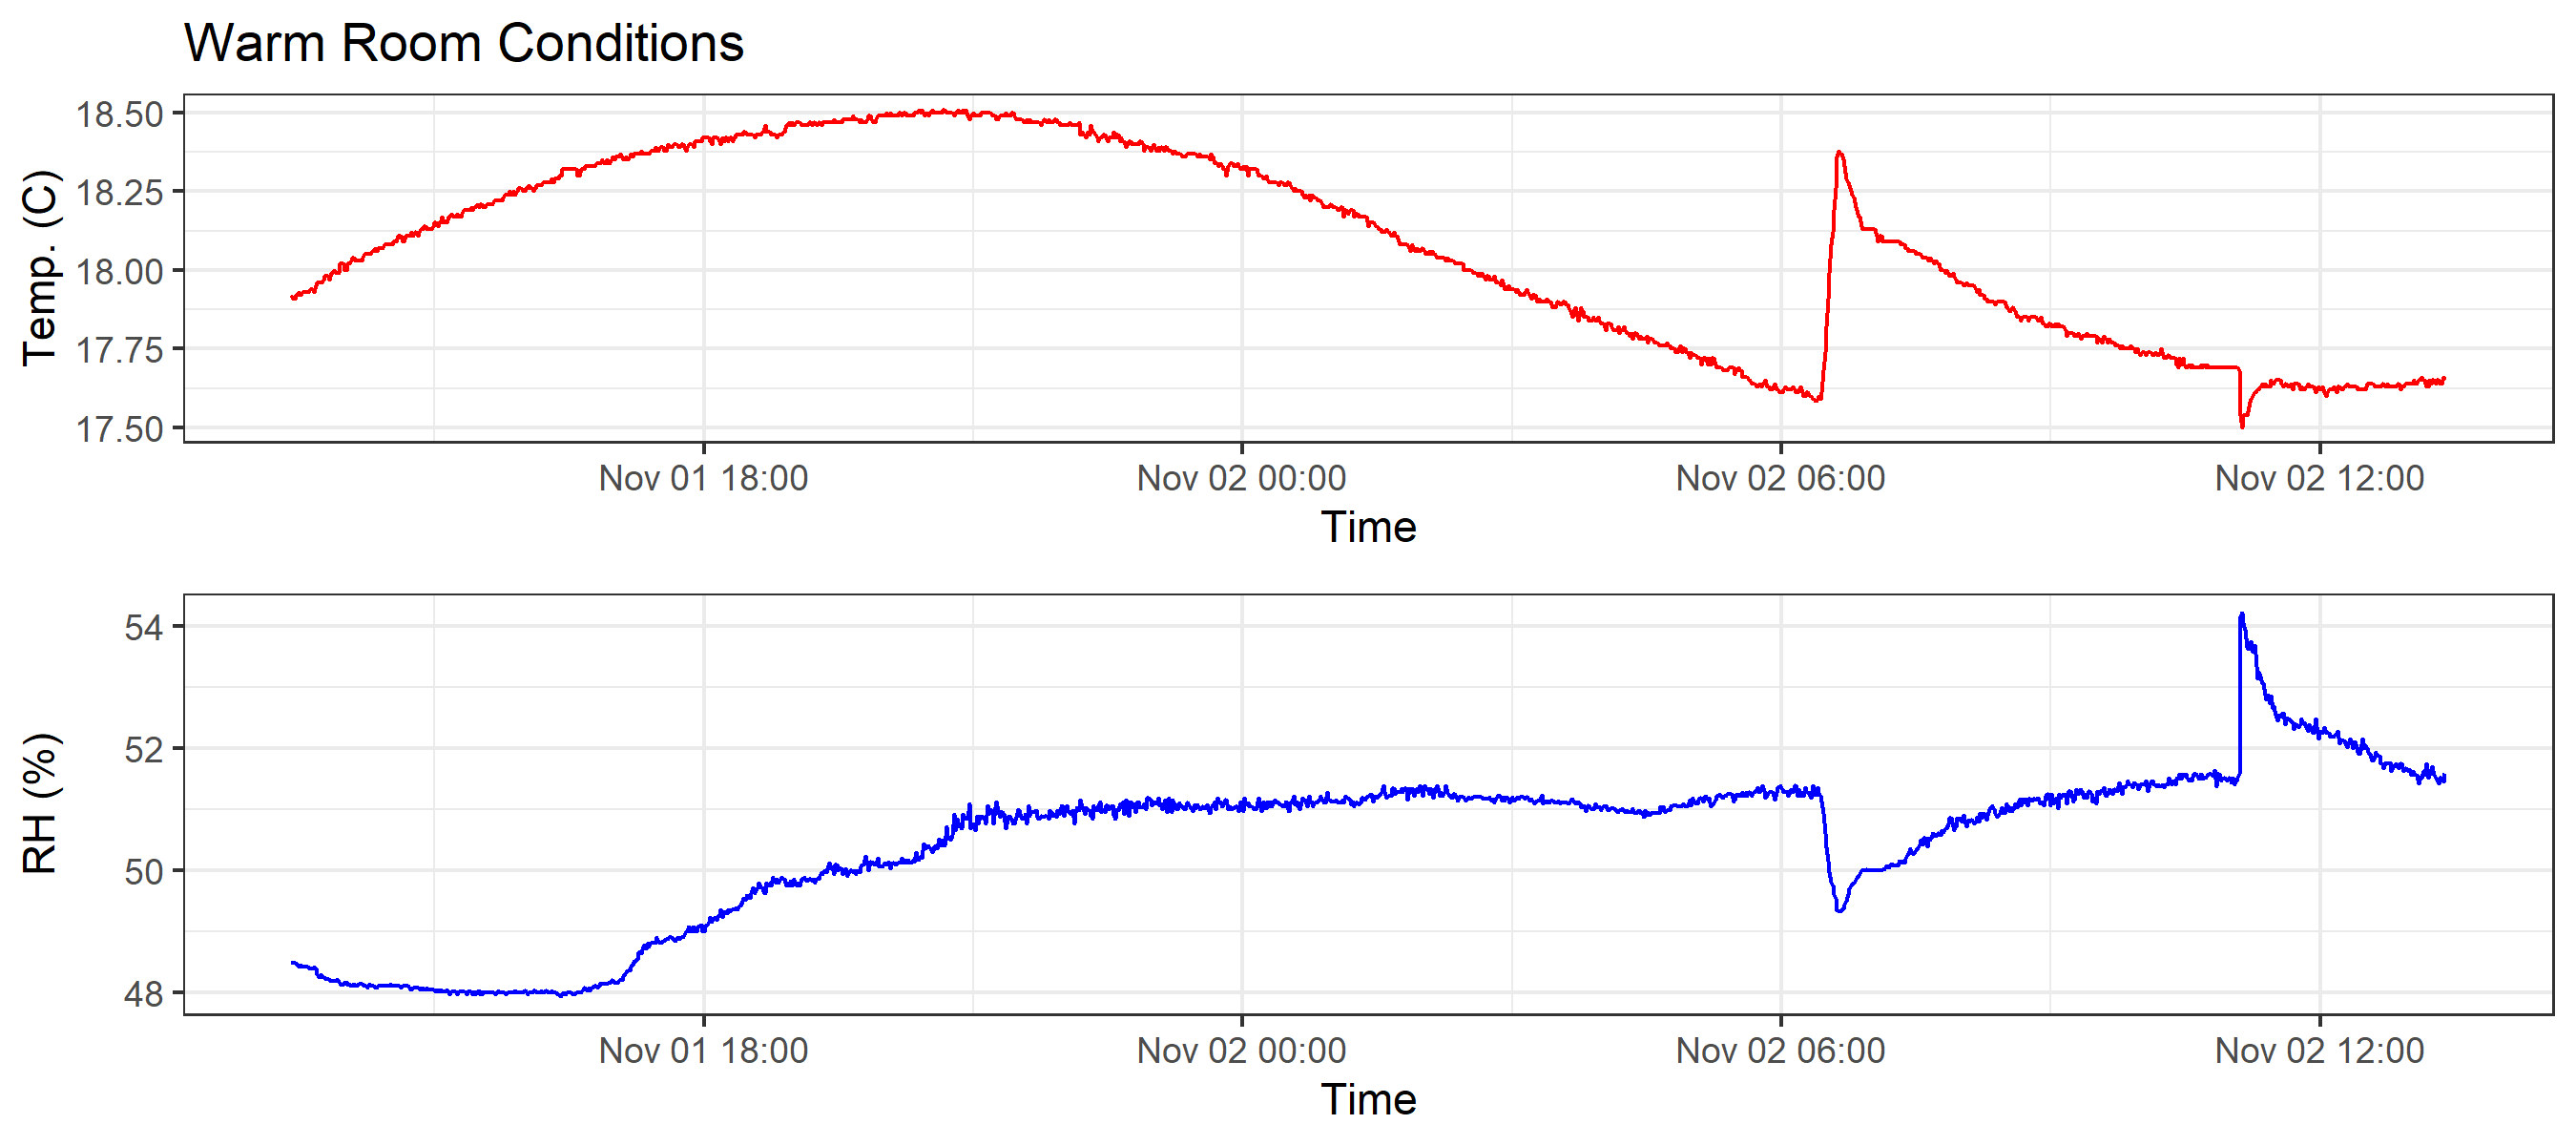 Warm Room Conditions
18.50
18.25
18.00
17.75
17.50
Temp. (C)
Nov 01 18:00 Nov 02 00:00 Nov 02 06:00 Nov 02 12:00
Time
54
52
50
48
RH (%)
Nov 01 18:00 Nov 02 00:00 Nov 02 06:00 Nov 02 12:00
Time